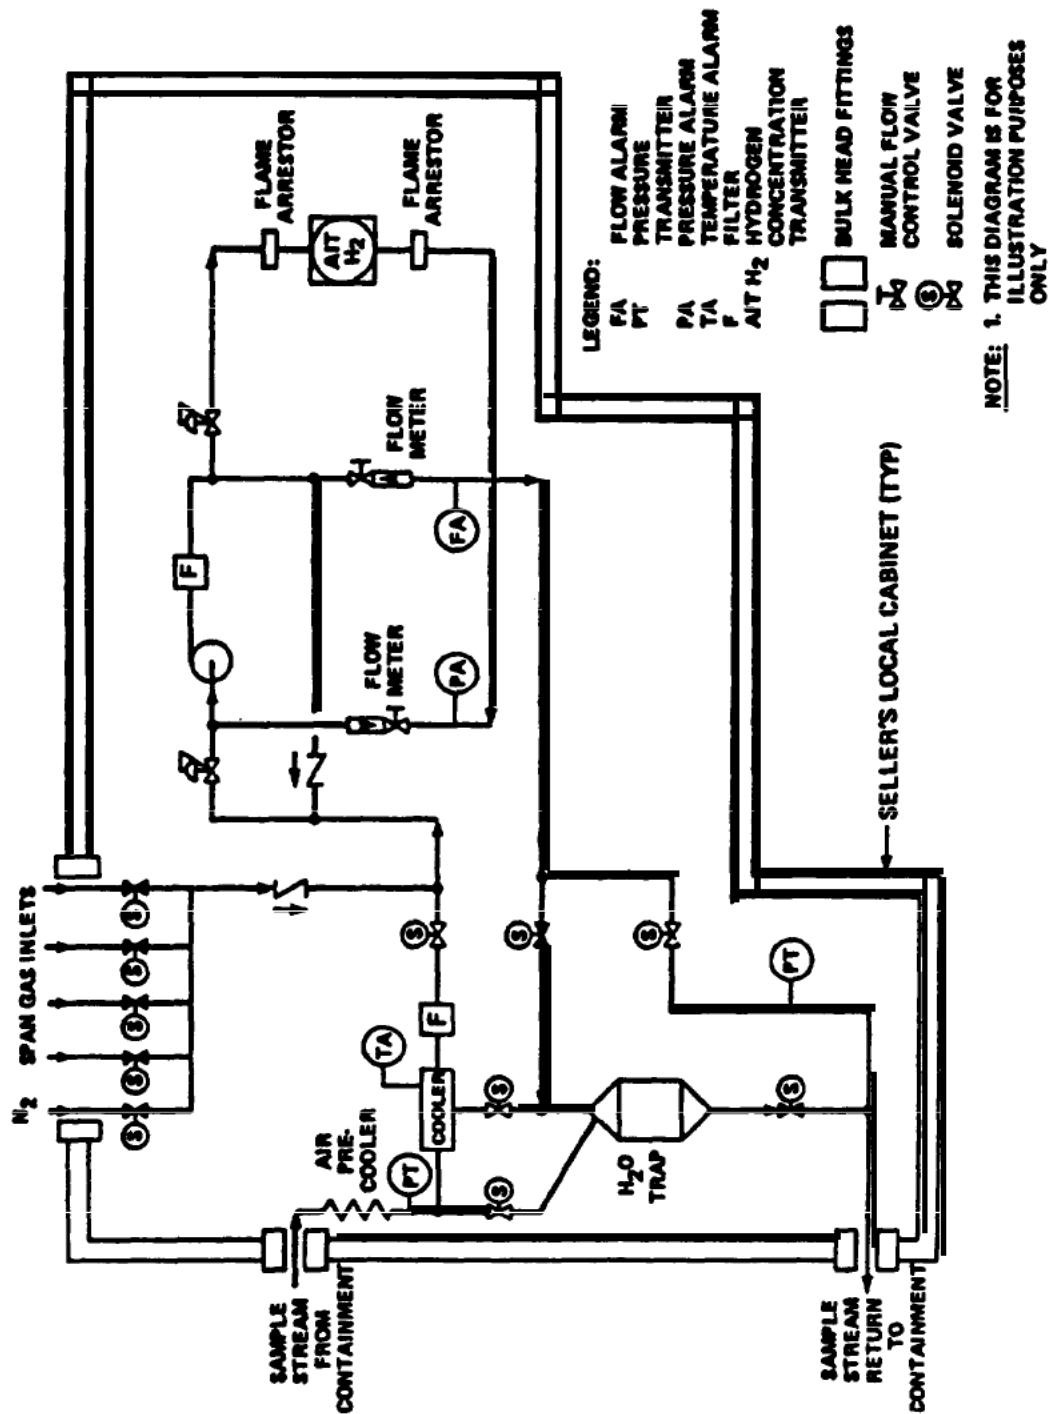 N2 SPAN GAS INLETS
S
S
S
S
S
SAMPLE
STREAM
FROM
CONTAINMENT
AIR
PRE-
COOLER
PT
TA
COOLER
F
S
S
S
S
S
S
H2O
TRAP
PT
SAMPLE
STREAM
RETURN
TO
CONTAINMENT
F
FLOW
METER
PA
FLOW
METER
FA
FLAME
ARRESTOR
AIT
H2
FLAME
ARRESTOR
SELLER'S LOCAL CABINET (TYP)
LEGEND:
FA FLOW ALARM
PT PRESSURE
TRANSMITTER
PA PRESSURE ALARM
TA TEMPERATURE ALARM
F FILTER
AIT H2 HYDROGEN
CONCENTRATION
TRANSMITTER
BULK HEAD FITTINGS
MANUAL FLOW
CONTROL VALVE
S SOLENOID VALVE
NOTE: 1. THIS DIAGRAM IS FOR
ILLUSTRATION PURPOSES
ONLY